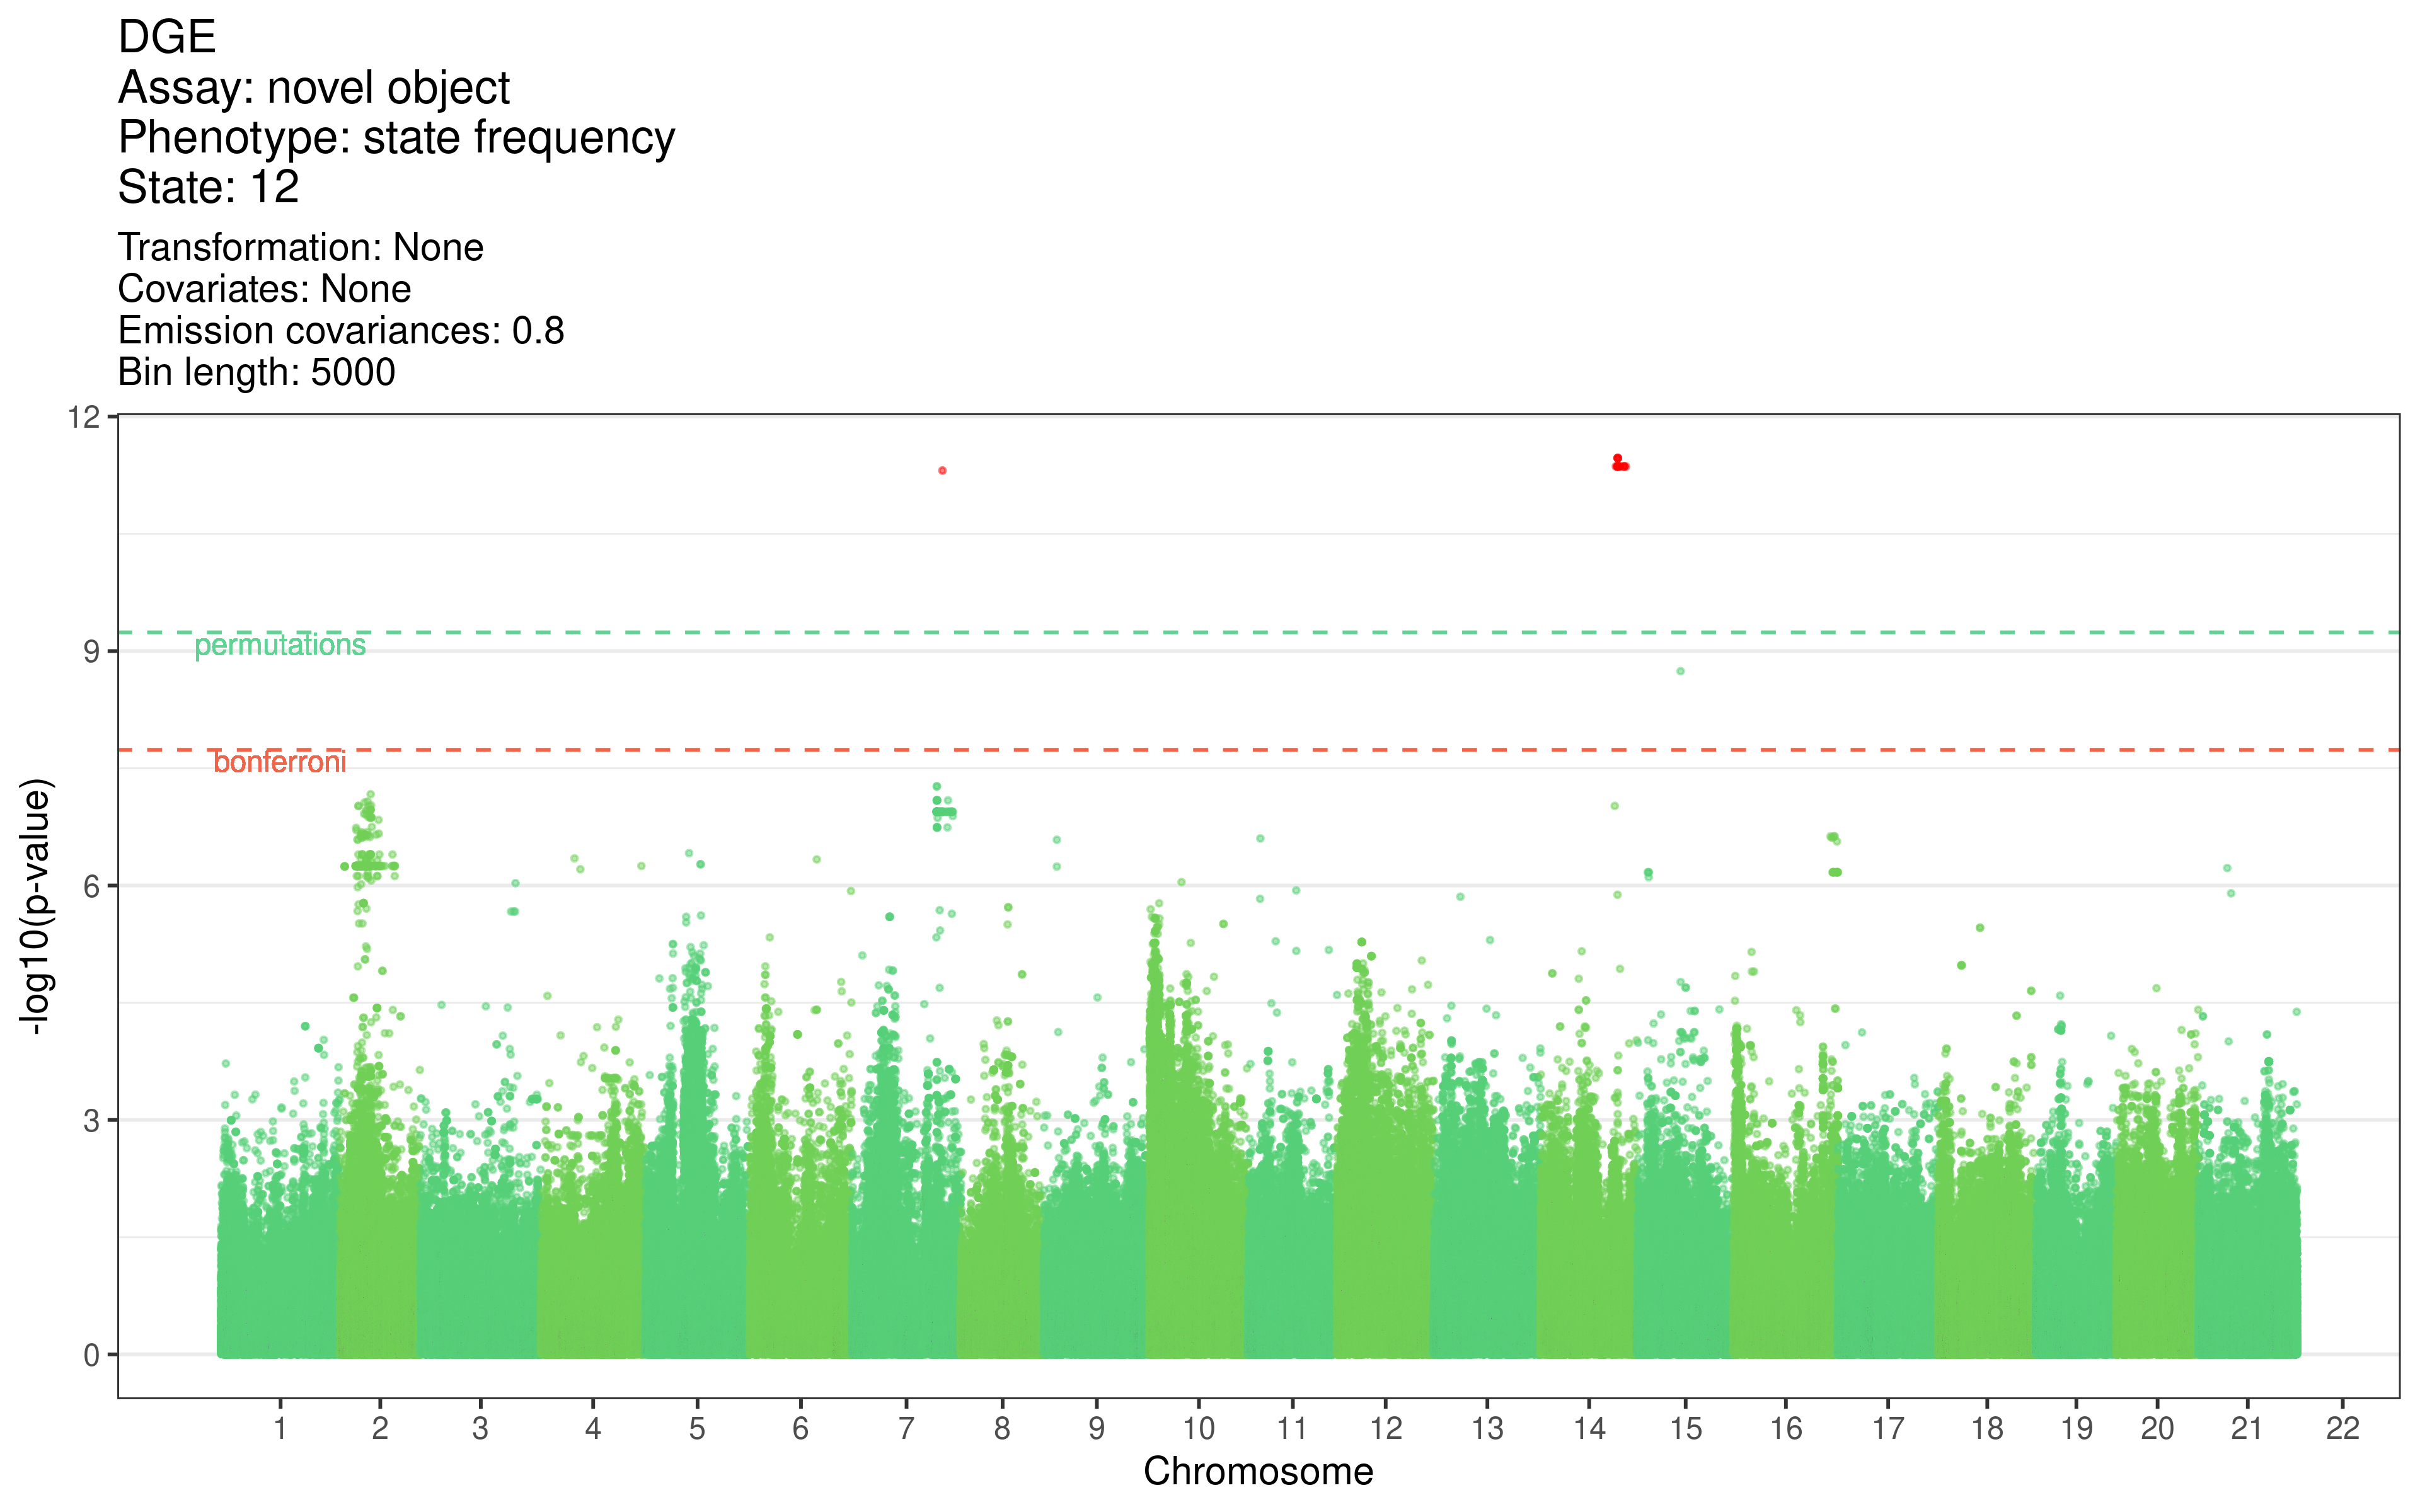 DGE
Assay: novel object
Phenotype: state frequency
State: 12
Transformation: None
Covariates: None
Emission covariances: 0.8
Bin length: 5000
12
9
6
3
0
-log10(p-value)
permutations
bonferroni
1 2 3 4 5 6 7 8 9 10 11 12 13 14 15 16 17 18 19 20 21 22
Chromosome